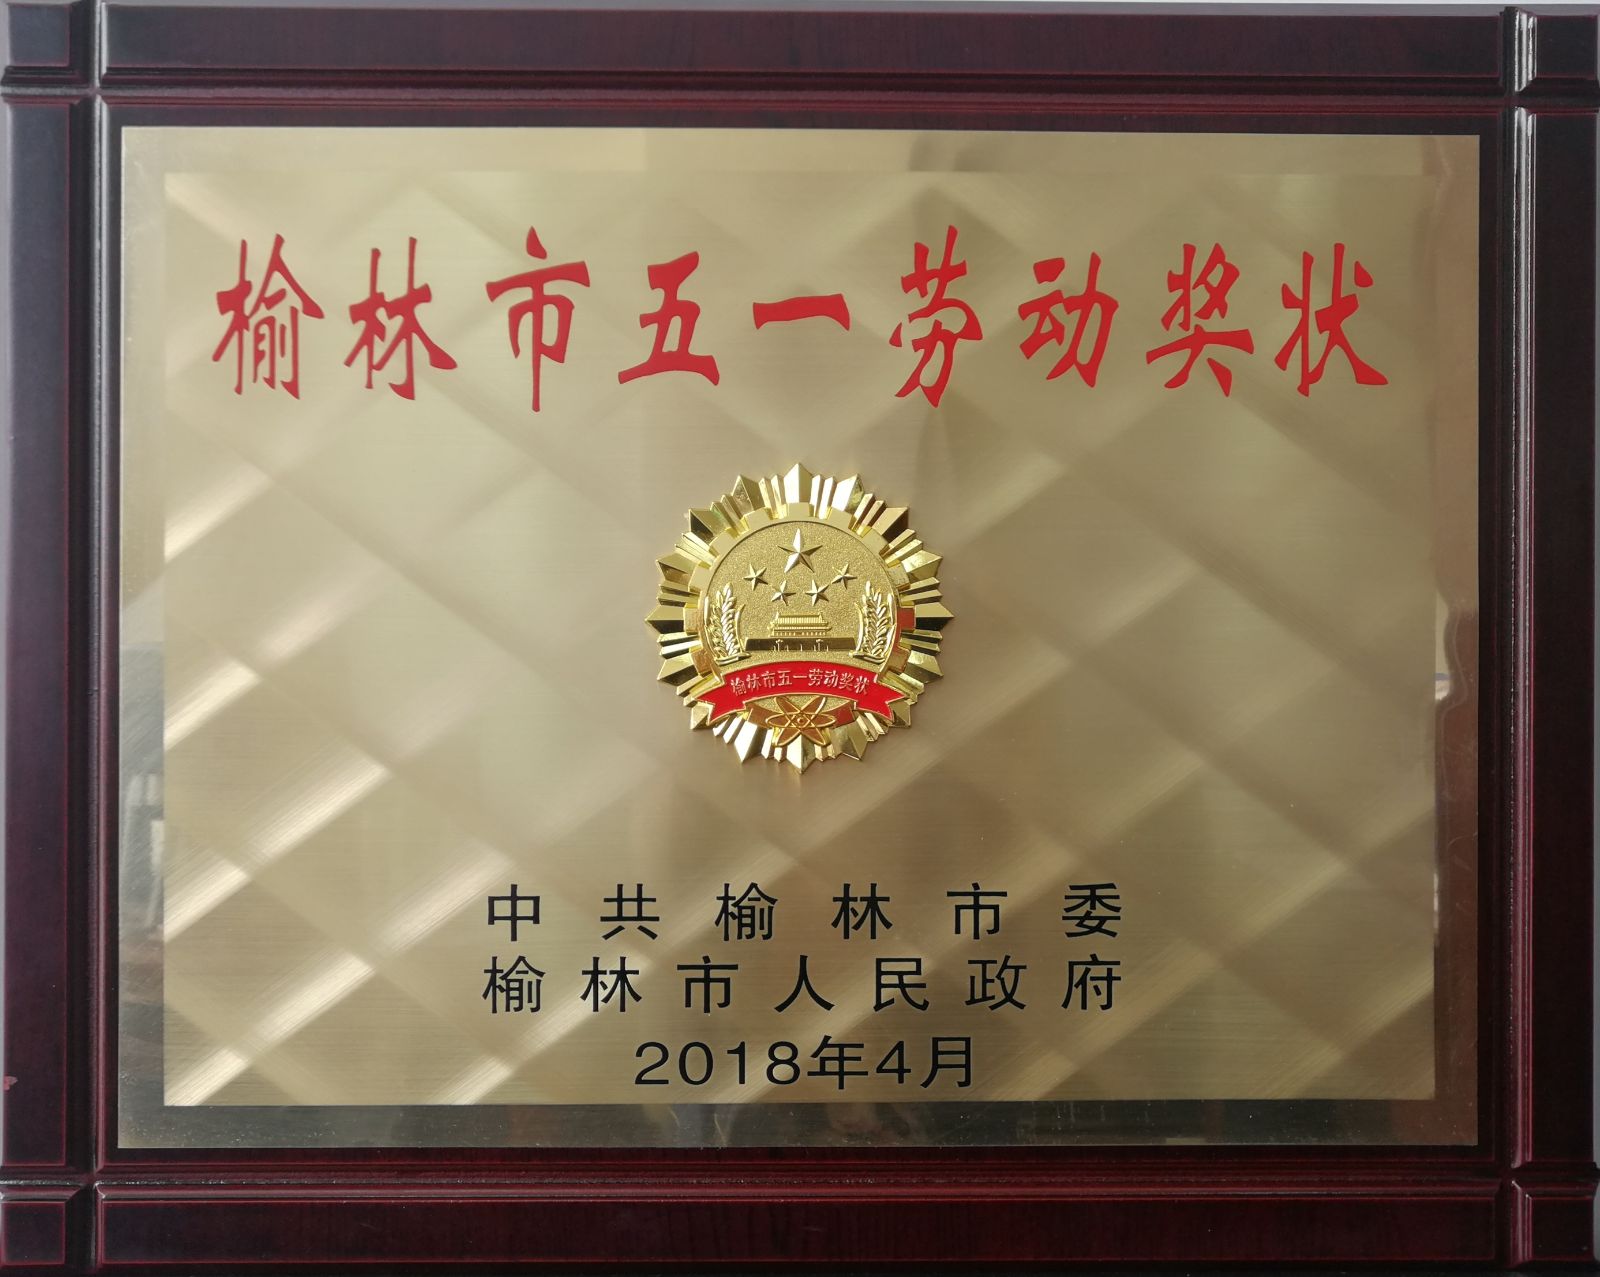 榆林市五一劳动奖状
榆林市五一劳动奖状
中共榆林市委
榆林市人民政府
2018年4月